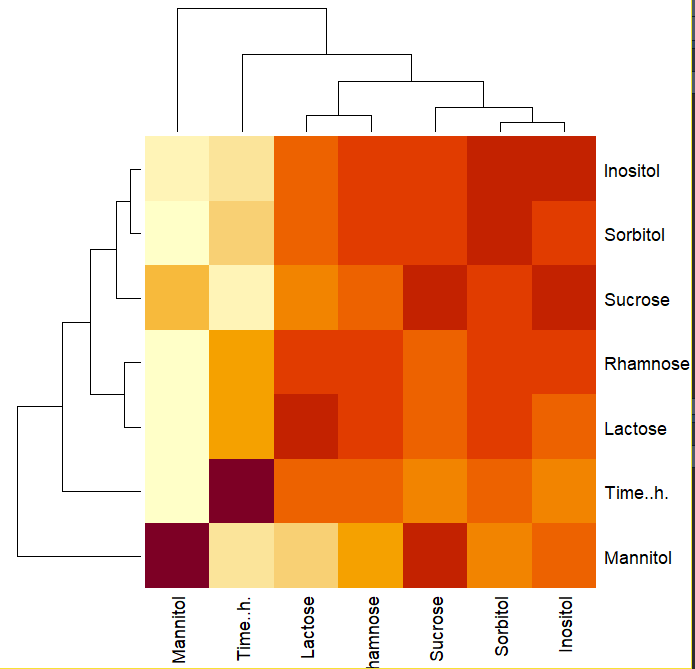 Inositol
Sorbitol
Sucrose
Rhamnose
Lactose
Time..h.
Mannitol
Mannitol
Time..h.
Lactose
hamnose
Sucrose
Sorbitol
Inositol